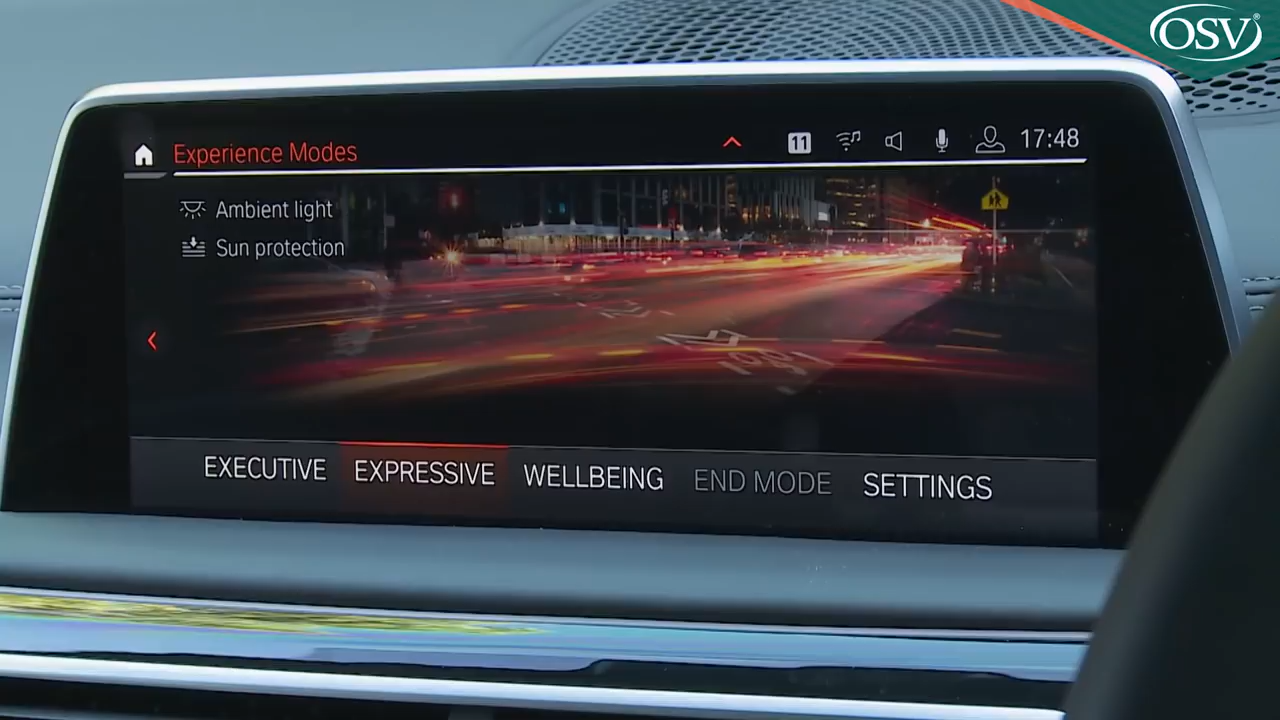 OSV®
Experience Modes
11
17:48
Ambient light
Sun protection
EXECUTIVE
EXPRESSIVE
WELLBEING
END MODE
SETTINGS